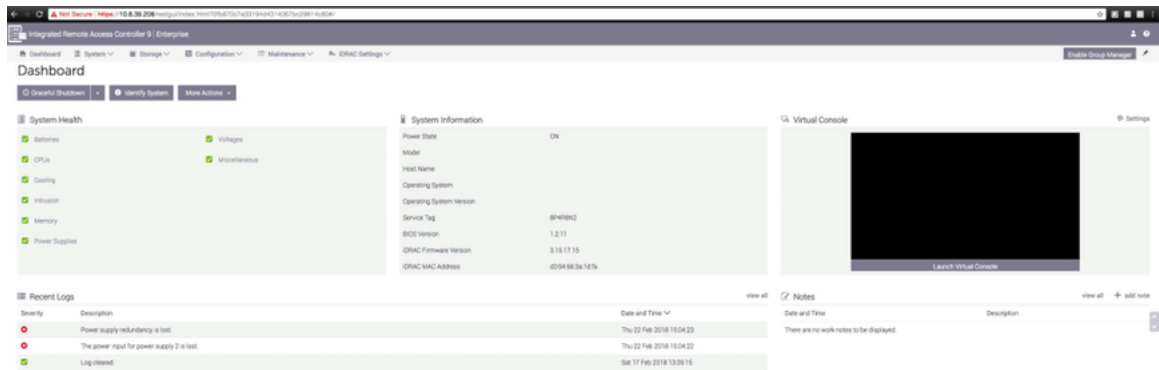 Not Secure | https://10.8.39.208/restgui/index.html
Integrated Remote Access Controller 9 | Enterprise
Dashboard System Storage Configuration Maintenance iDRAC Settings Enable Group Manager
Dashboard
Graceful Shutdown Identify System More Actions
System Health
Batteries Voltages
CPUs Miscellaneous
Cooling
Intrusion
Memory
Power Supplies
System Information
Power State ON
Model
Host Name
Operating System
Operating System Version
Service Tag
BIOS Version 1.2.11
iDRAC Firmware Version 3.15.17.15
iDRAC MAC Address
Virtual Console Settings
Launch Virtual Console
Recent Logs view all
Severity Description Date and Time
Power supply redundancy is lost. Thu 22 Feb 2018 15:04:23
The power input for power supply 2 is lost. Thu 22 Feb 2018 15:04:22
Log cleared. Sat 17 Feb 2018 13:09:15
Notes view all + add note
Date and Time Description
There are no work notes to be displayed.